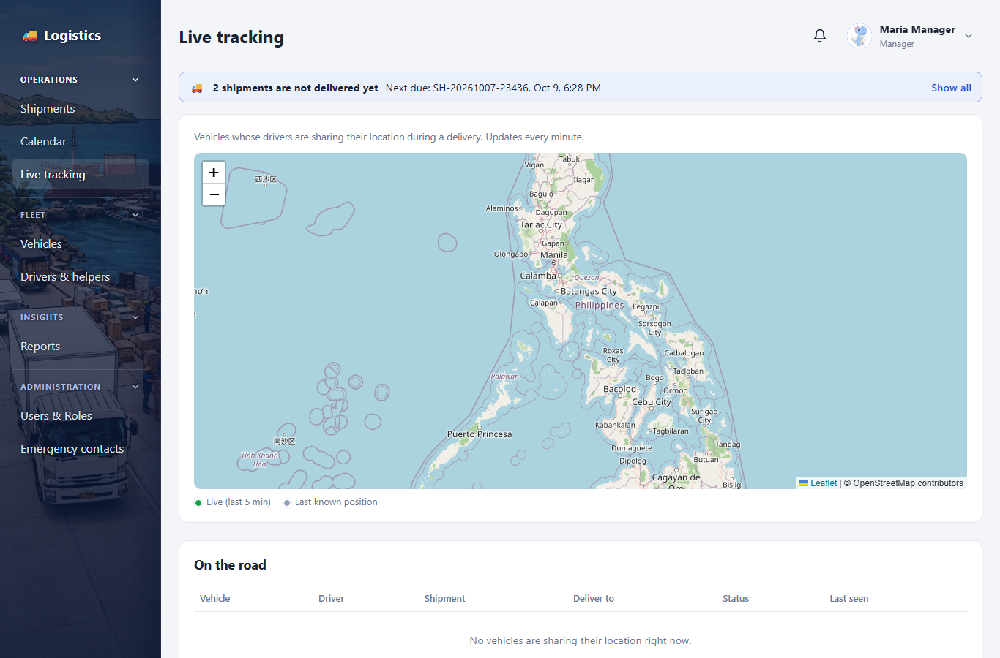 Logistics
OPERATIONS
Shipments
Calendar
Live tracking
FLEET
Vehicles
Drivers & helpers
INSIGHTS
Reports
ADMINISTRATION
Users & Roles
Emergency contacts
Live tracking
Maria Manager
Manager
2 shipments are not delivered yet Next due: SH-20261007-23436, Oct 9, 6:28 PM Show all
Vehicles whose drivers are sharing their location during a delivery. Updates every minute.
+
−
西沙区
Vigan
Tabuk
Ilagan
Baguio
Alaminos
Dagupan
Tarlac City
Gapan
Olongapo
Manila
Calamba
Quezon
Batangas City
Calapan
Philippines
Legazpi
Sorsogon
City
Roxas
City
Catbalogan
Tacloban
Palawan
Bogo
Ormoc
Bacolod
Cebu City
Surigao
City
Kabankalan
Tagbilaran
Puerto Princesa
南沙区
Tỉnh Khánh
Hòa
Dumaguete
Tandag
Dipolog
Butuan
Cagayan de
Oro
Bislig
Leaflet | © OpenStreetMap contributors
Live (last 5 min) Last known position
On the road
Vehicle Driver Shipment Deliver to Status Last seen
No vehicles are sharing their location right now.